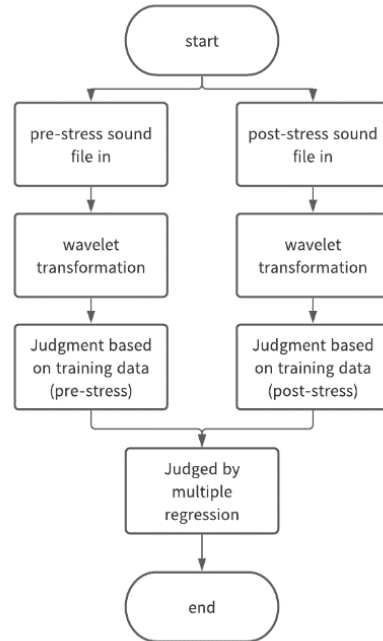 start
pre-stress sound
file in
post-stress sound
file in
wavelet
transformation
wavelet
transformation
Judgment based
on training data
(pre-stress)
Judgment based
on training data
(post-stress)
Judged by
multiple
regression
end